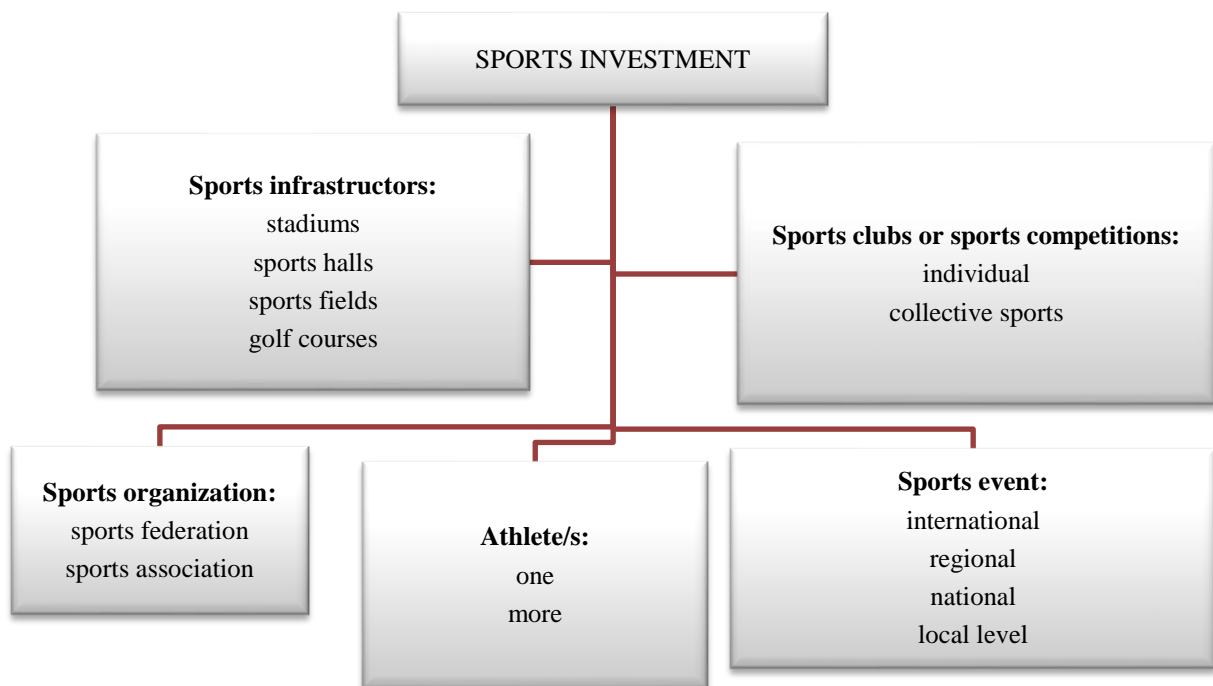 SPORTS INVESTMENT
Sports infrastructors:
stadiums
sports halls
sports fields
golf courses
Sports clubs or sports competitions:
individual
collective sports
Sports organization:
sports federation
sports association
Athlete/s:
one
more
Sports event:
international
regional
national
local level